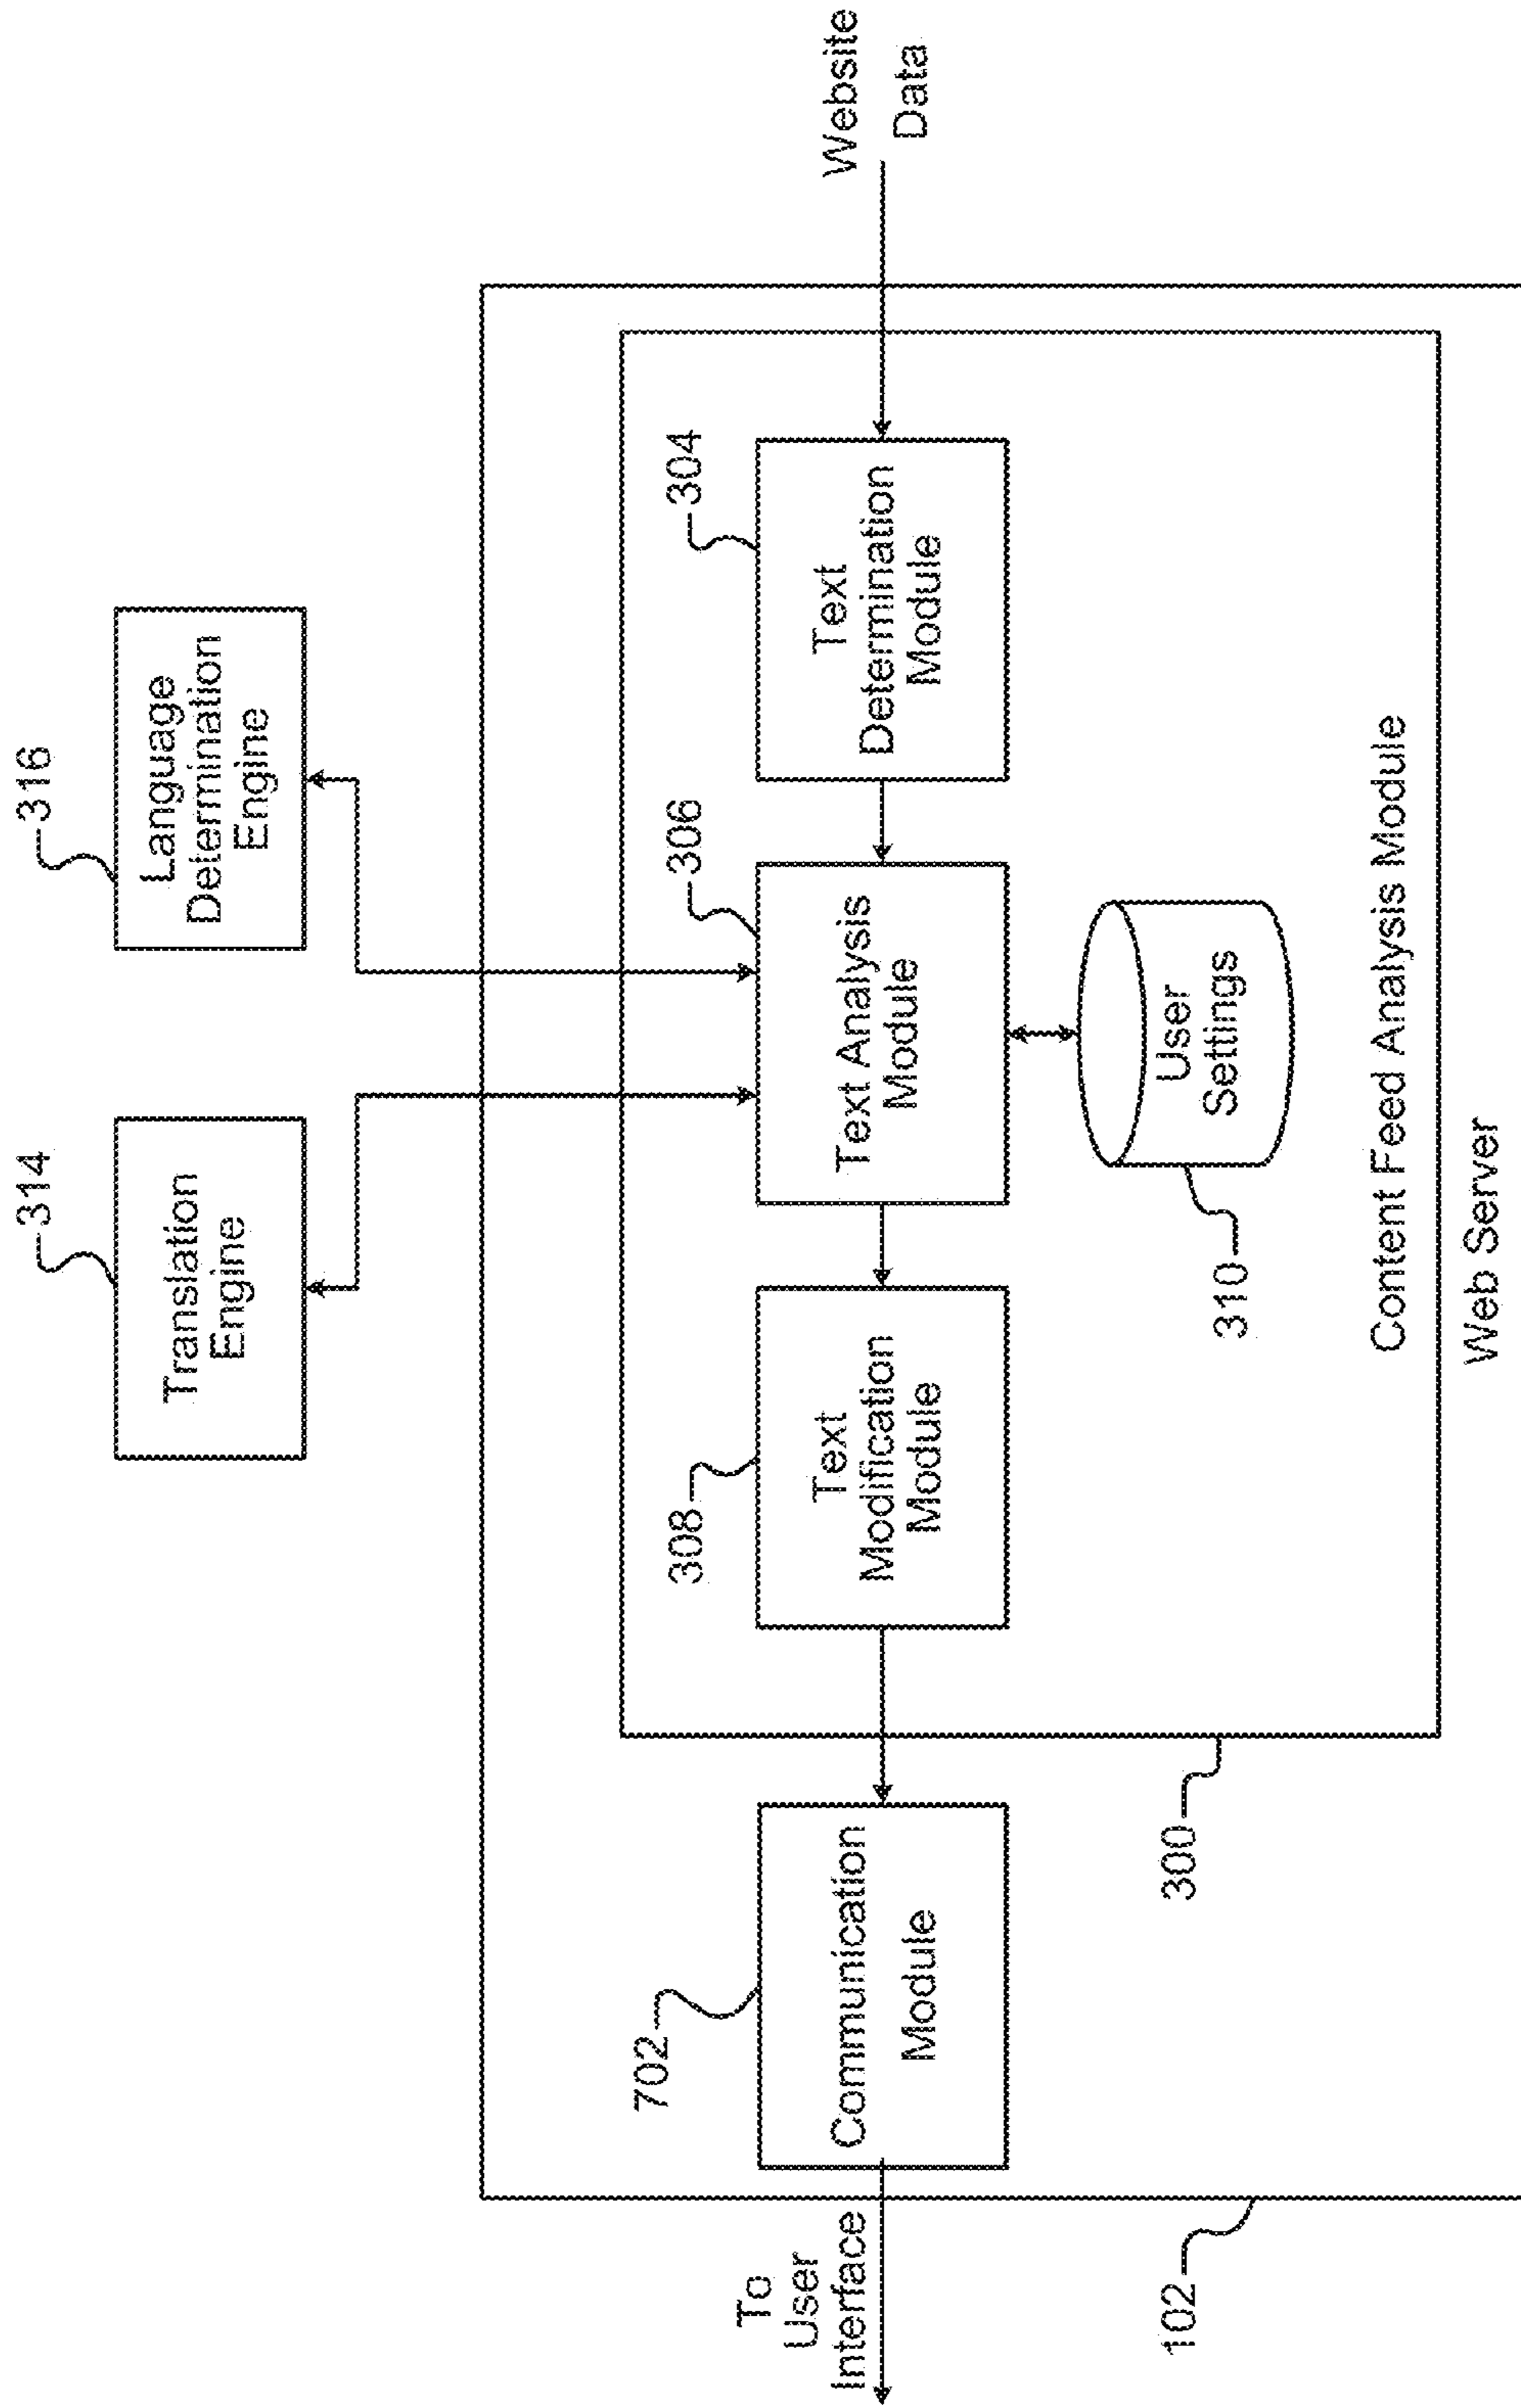 314
316
Translation
Engine
Language
Determination
Engine
702
308
306
304
To
User
Interface
Communication
Module
Text
Modification
Module
Text Analysis
Module
Text
Determination
Module
Website
Data
User
Settings
310
102
300
Content Feed Analysis Module
Web Server